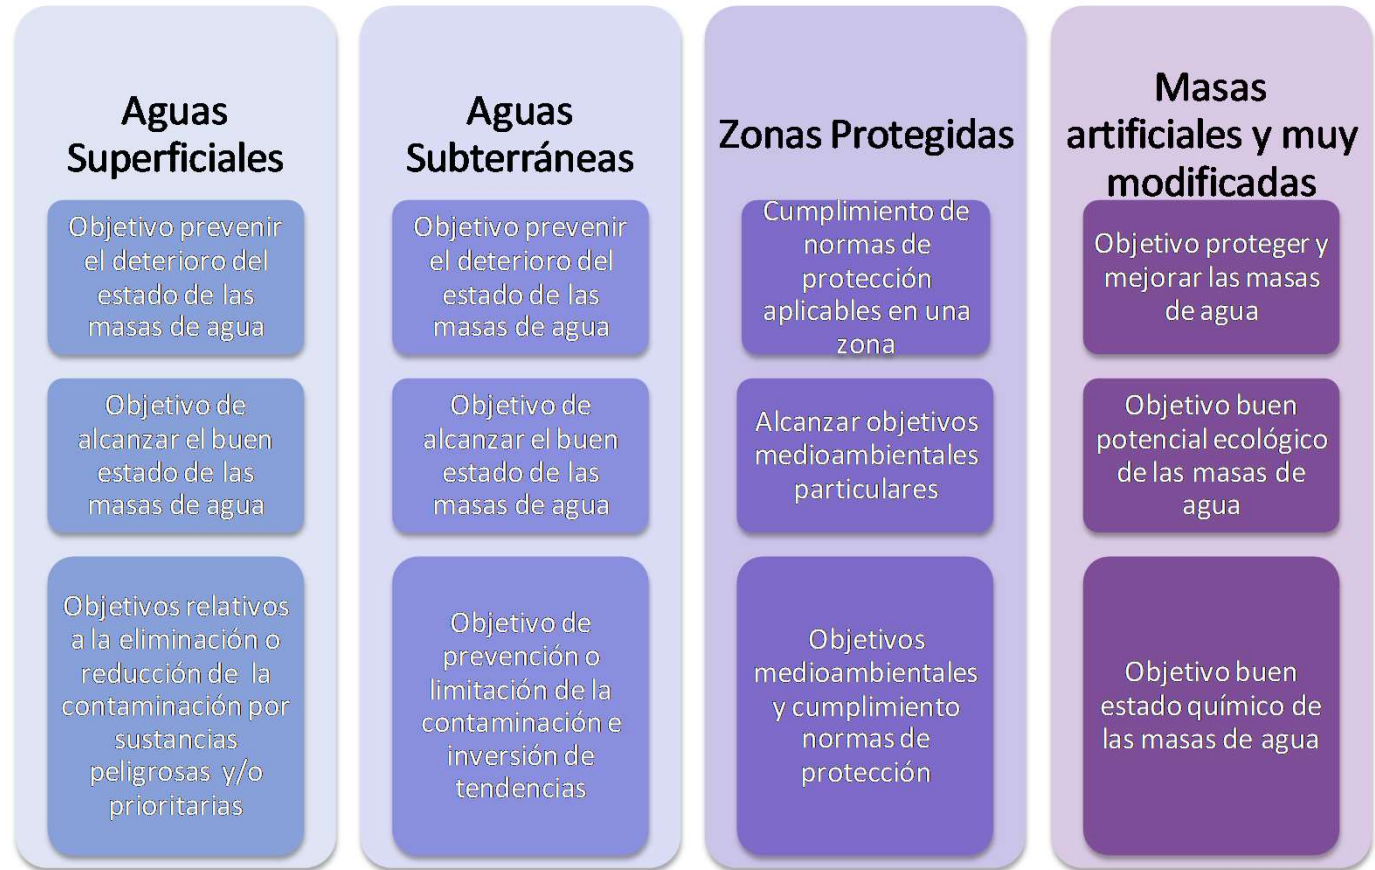 Aguas
Superficiales
Objetivo prevenir
el deterioro del
estado de las
masas de agua
Objetivo de
alcanzar el buen
estado de las
masas de agua
Objetivos relativos
a la eliminación o
reducción de la
contaminación por
sustancias
peligrosas y/o
prioritarias
Aguas
Subterráneas
Objetivo prevenir
el deterioro del
estado de las
masas de agua
Objetivo de
alcanzar el buen
estado de las
masas de agua
Objetivo de
prevención o
limitación de la
contaminación e
inversión de
tendencias
Zonas Protegidas
Cumplimiento de
normas de
protección
aplicables en una
zona
Alcanzar objetivos
medioambientales
particulares
Objetivos
medioambientales
y cumplimiento
normas de
protección
Masas
artificiales y muy
modificadas
Objetivo proteger y
mejorar las masas
de agua
Objetivo buen
potencial ecológico
de las masas de
agua
Objetivo buen
estado químico de
las masas de agua